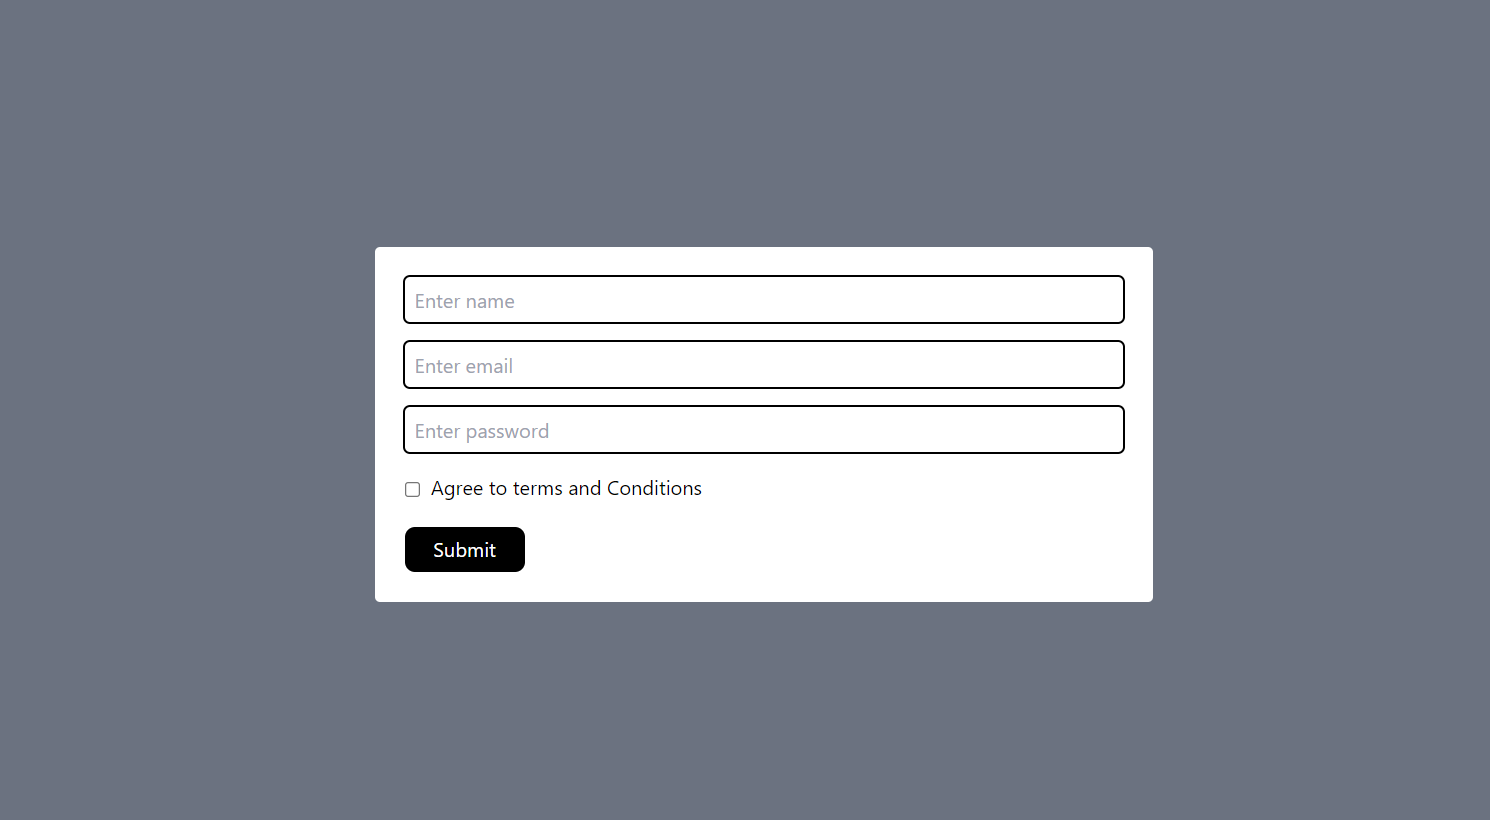 Enter name
Enter email
Enter password
Agree to terms and Conditions
Submit